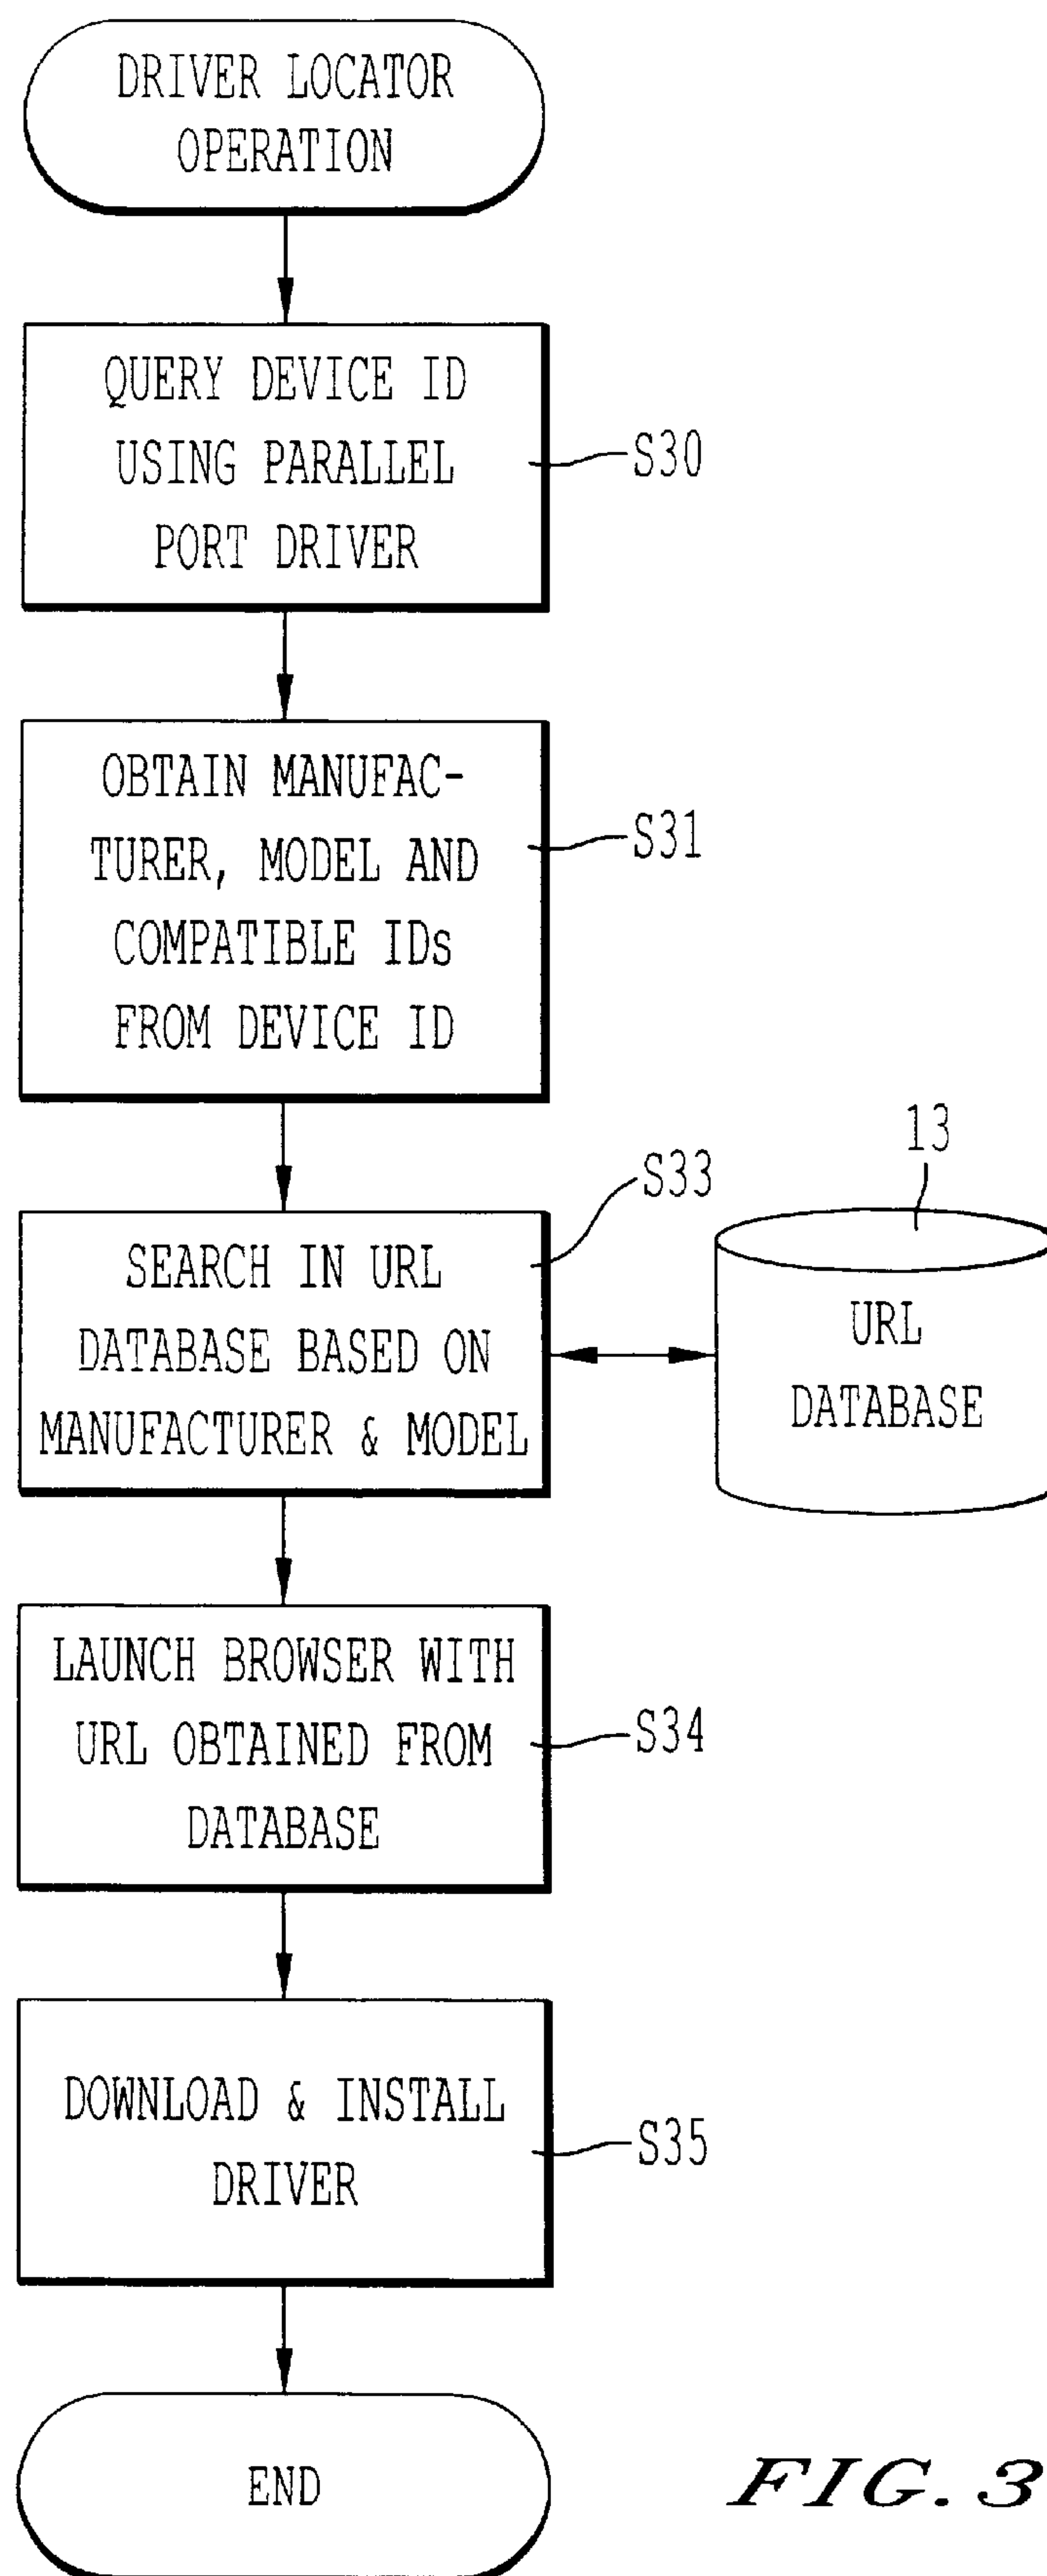 DRIVER LOCATOR
OPERATION
QUERY DEVICE ID
USING PARALLEL
PORT DRIVER
S30
OBTAIN MANUFAC-
TURER, MODEL AND
COMPATIBLE IDs
FROM DEVICE ID
S31
SEARCH IN URL
DATABASE BASED ON
MANUFACTURER & MODEL
S33
13
URL
DATABASE
LAUNCH BROWSER WITH
URL OBTAINED FROM
DATABASE
S34
DOWNLOAD & INSTALL
DRIVER
S35
END
FIG. 3